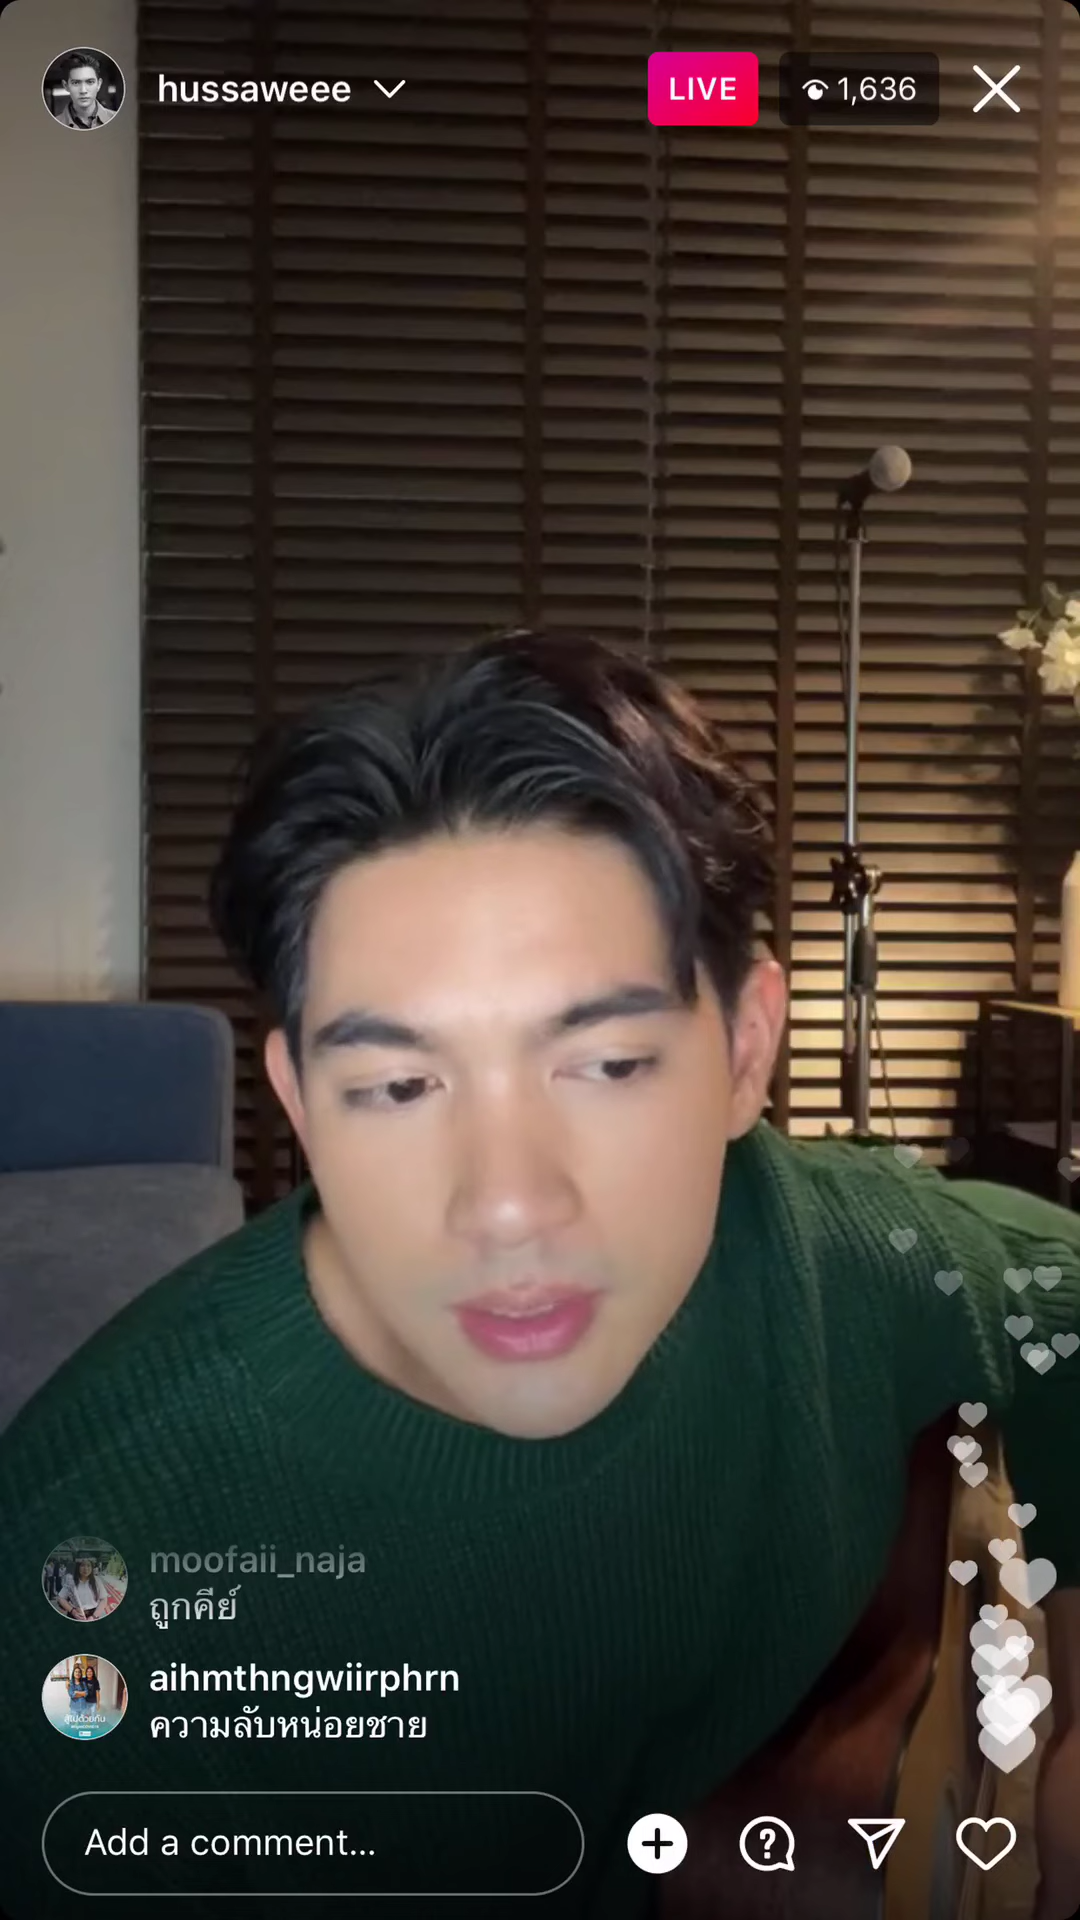 hussaweee
LIVE
1,636
moofaii_naja
ถูกคีย์
aihmthngwiirphrn
ความลับหน่อยชาย
Add a comment...